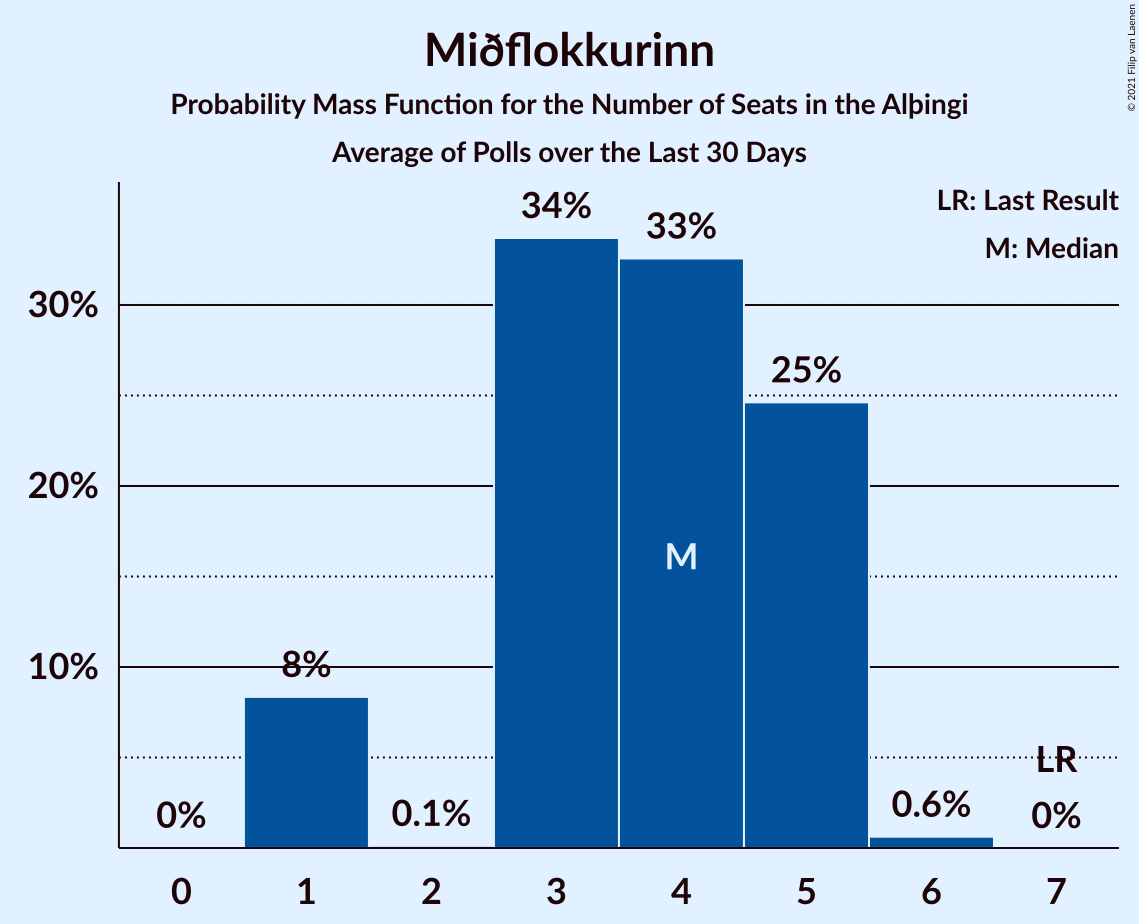 Miðflokkurinn
Probability Mass Function for the Number of Seats in the Alþingi
Average of Polls over the Last 30 Days
© 2021 Filip van Laenen
LR: Last Result
M: Median
34%
33%
30%
25%
20%
M
10%
8%
LR
0%
0.1%
0.6%
0%
0 1 2 3 4 5 6 7